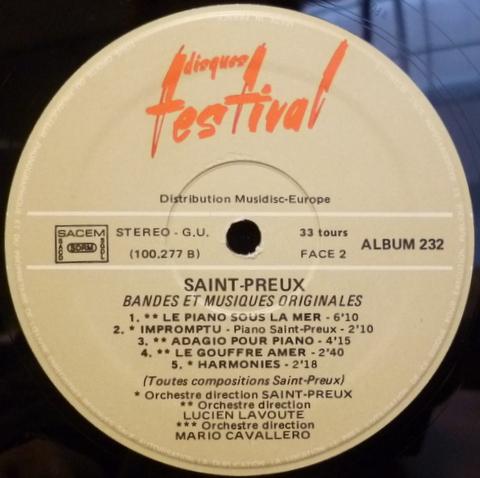 disques
festival
Distribution Musidisc-Europe
SACEM
SACD SDRM SGDL
STEREO - G.U.
(100.277 B)
33 tours
FACE 2
ALBUM 232
SAINT-PREUX
BANDES ET MUSIQUES ORIGINALES
1. ** LE PIANO SOUS LA MER - 6'10
2. * IMPROMPTU - Piano Saint-Preux - 2'10
3. ** ADAGIO POUR PIANO - 4'15
4. ** LE GOUFFRE AMER - 2'40
5. * HARMONIES - 2'18
(Toutes compositions Saint-Preux)
* Orchestre direction SAINT-PREUX
** Orchestre direction
LUCIEN LAVOUTE
*** Orchestre direction
MARIO CAVALLERO